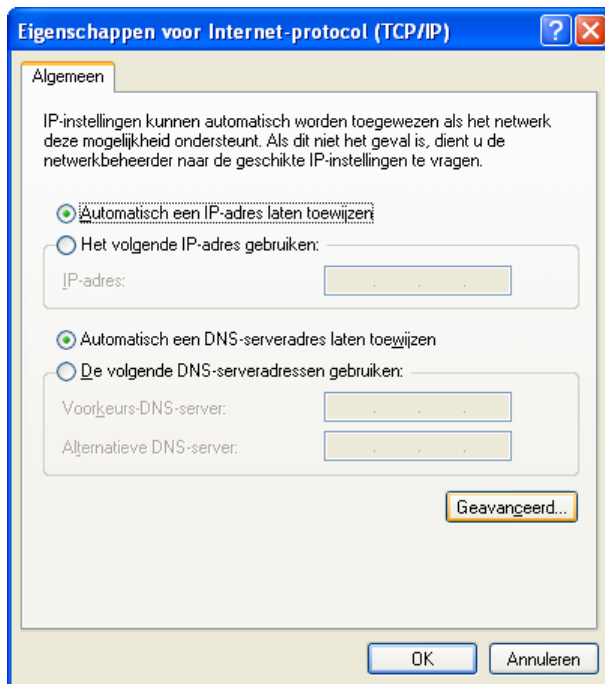 Eigenschappen voor Internet-protocol (TCP/IP)
Algemeen
IP-instellingen kunnen automatisch worden toegewezen als het netwerk
deze mogelijkheid ondersteunt. Als dit niet het geval is, dient u de
netwerkbeheerder naar de geschikte IP-instellingen te vragen.
Automatisch een IP-adres laten toewijzen
Het volgende IP-adres gebruiken:
IP-adres:
Automatisch een DNS-serveradres laten toewijzen
De volgende DNS-serveradressen gebruiken:
Voorkeurs-DNS-server:
Alternatieve DNS-server:
Geavanceerd...
OK
Annuleren